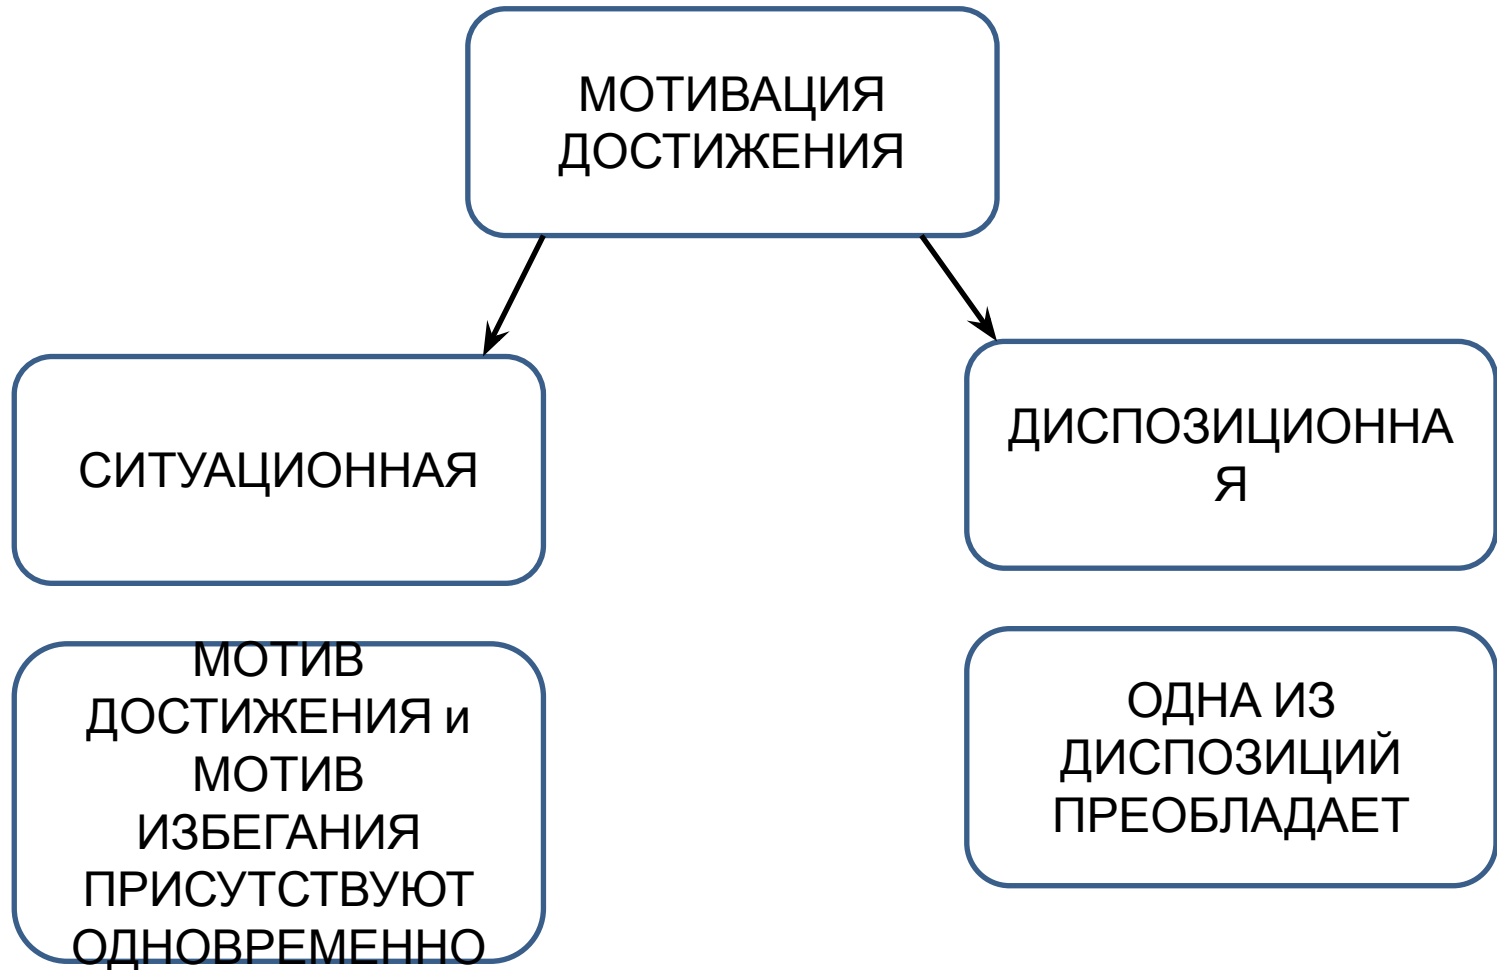 МОТИВАЦИЯ
ДОСТИЖЕНИЯ
СИТУАЦИОННАЯ
ДИСПОЗИЦИОННА
Я
МОТИВ
ДОСТИЖЕНИЯ и
МОТИВ
ИЗБЕГАНИЯ
ПРИСУТСТВУЮТ
ОДНОВРЕМЕННО
ОДНА ИЗ
ДИСПОЗИЦИЙ
ПРЕОБЛАДАЕТ